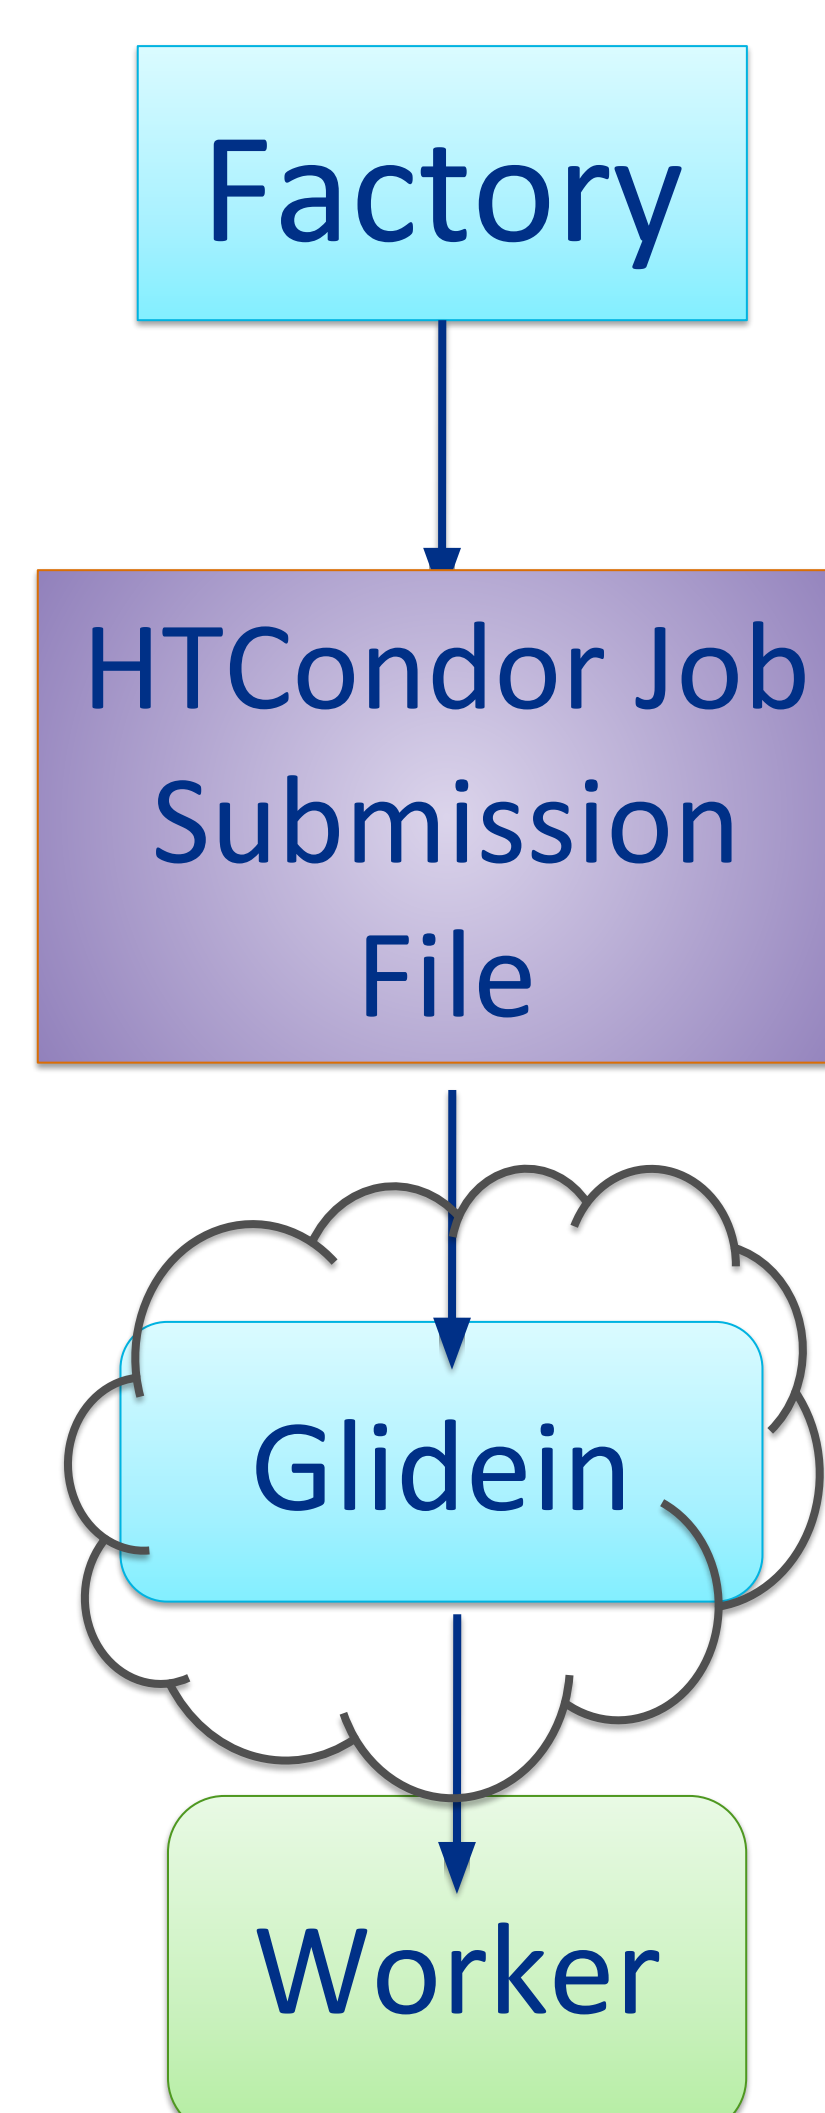 Factory
HTCondor Job
Submission
File
Glidein
Worker